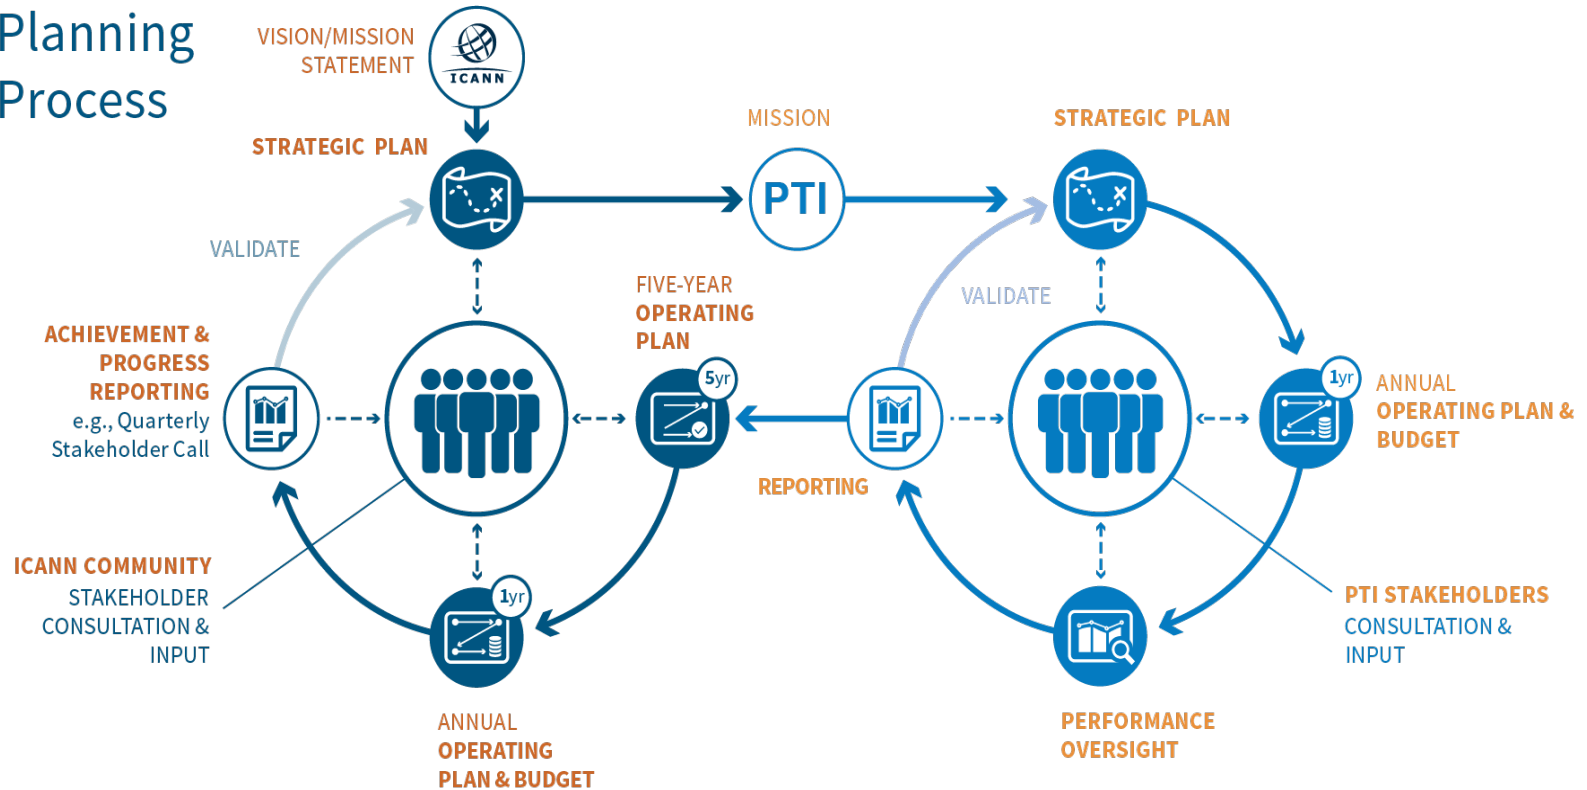 Planning
Process
VISION/MISSION
STATEMENT
ICANN
STRATEGIC PLAN
MISSION
PTI
STRATEGIC PLAN
VALIDATE
FIVE-YEAR
OPERATING
PLAN
5yr
VALIDATE
ACHIEVEMENT &
PROGRESS
REPORTING
e.g., Quarterly
Stakeholder Call
1yr
ANNUAL
OPERATING PLAN &
BUDGET
REPORTING
ICANN COMMUNITY
STAKEHOLDER
CONSULTATION &
INPUT
1yr
ANNUAL
OPERATING
PLAN & BUDGET
PTI STAKEHOLDERS
CONSULTATION &
INPUT
PERFORMANCE
OVERSIGHT